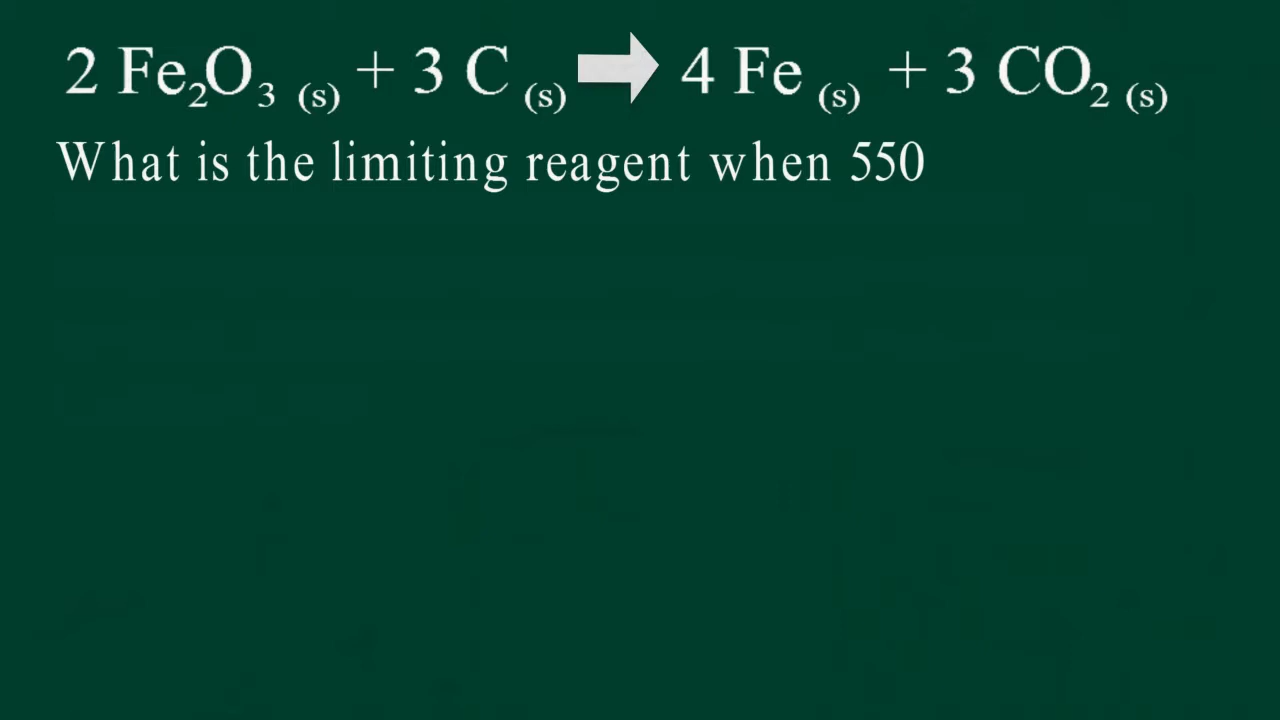 2 Fe₂O₃ (s) + 3 C (s) → 4 Fe (s) + 3 CO₂ (s)
What is the limiting reagent when 550